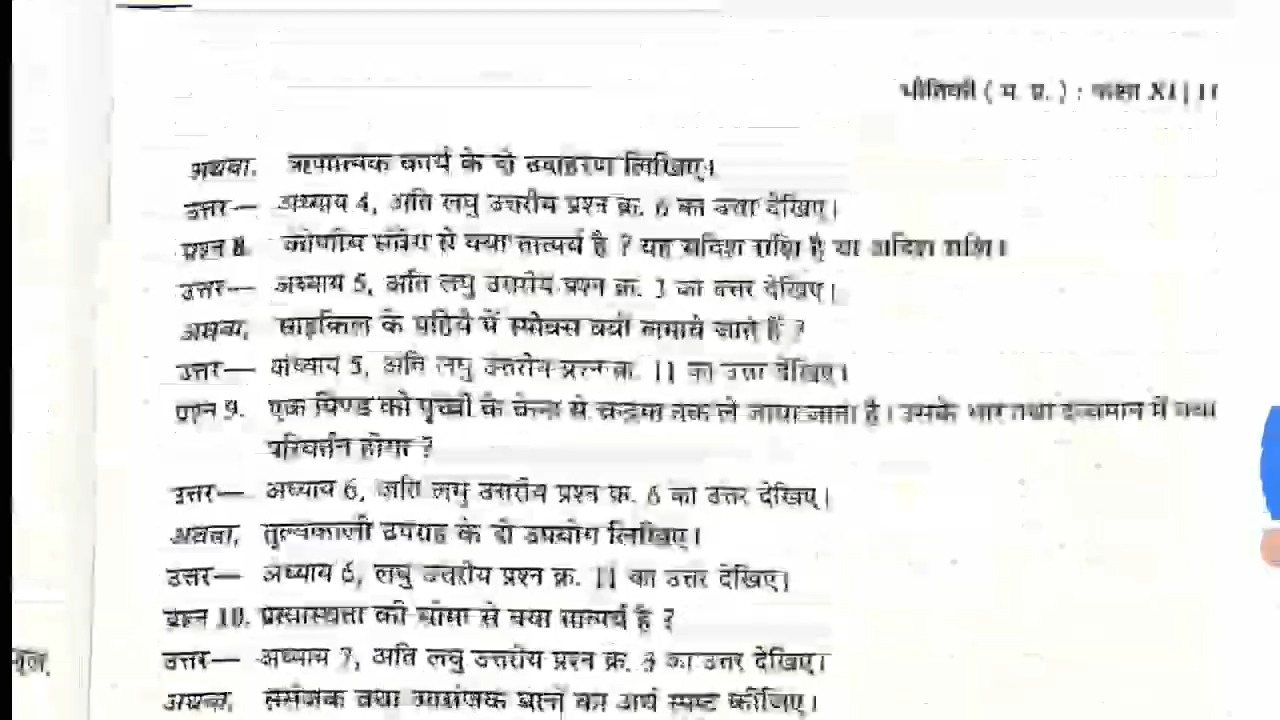 भौतिकी ( म. प्र. ) : कक्षा XI | 11
अथवा. ऋणात्मक कार्य के दो उदाहरण लिखिए।
उत्तर— अध्याय 4, अति लघु उत्तरीय प्रश्न क्र. 6 का उत्तर देखिए।
प्रश्न 8. कोणीय संवेग से क्या तात्पर्य है ? यह सदिश राशि है या अदिश राशि।
उत्तर— अध्याय 5, अति लघु उत्तरीय प्रश्न क्र. 3 का उत्तर देखिए।
अथवा, साइकिल के पहिये में स्पोक्स क्यों लगाये जाते हैं ?
उत्तर— अध्याय 5, अति लघु उत्तरीय प्रश्न क्र. 11 का उत्तर देखिए।
प्रश्न 9. एक पिण्ड को पृथ्वी के केन्द्र से चन्द्रमा तक ले जाया जाता है। उसके भार तथा द्रव्यमान में क्या
परिवर्तन होगा ?
उत्तर— अध्याय 6, अति लघु उत्तरीय प्रश्न क्र. 6 का उत्तर देखिए।
अथवा, तुल्यकाली उपग्रह के दो उपयोग लिखिए।
उत्तर— अध्याय 6, लघु उत्तरीय प्रश्न क्र. 11 का उत्तर देखिए।
प्रश्न 10. प्रत्यास्थता की सीमा से क्या तात्पर्य है ?
उत्तर— अध्याय 7, अति लघु उत्तरीय प्रश्न क्र. 3 का उत्तर देखिए।
अथवा, संसंजक तथा आसंजक बलों का अर्थ स्पष्ट कीजिए।